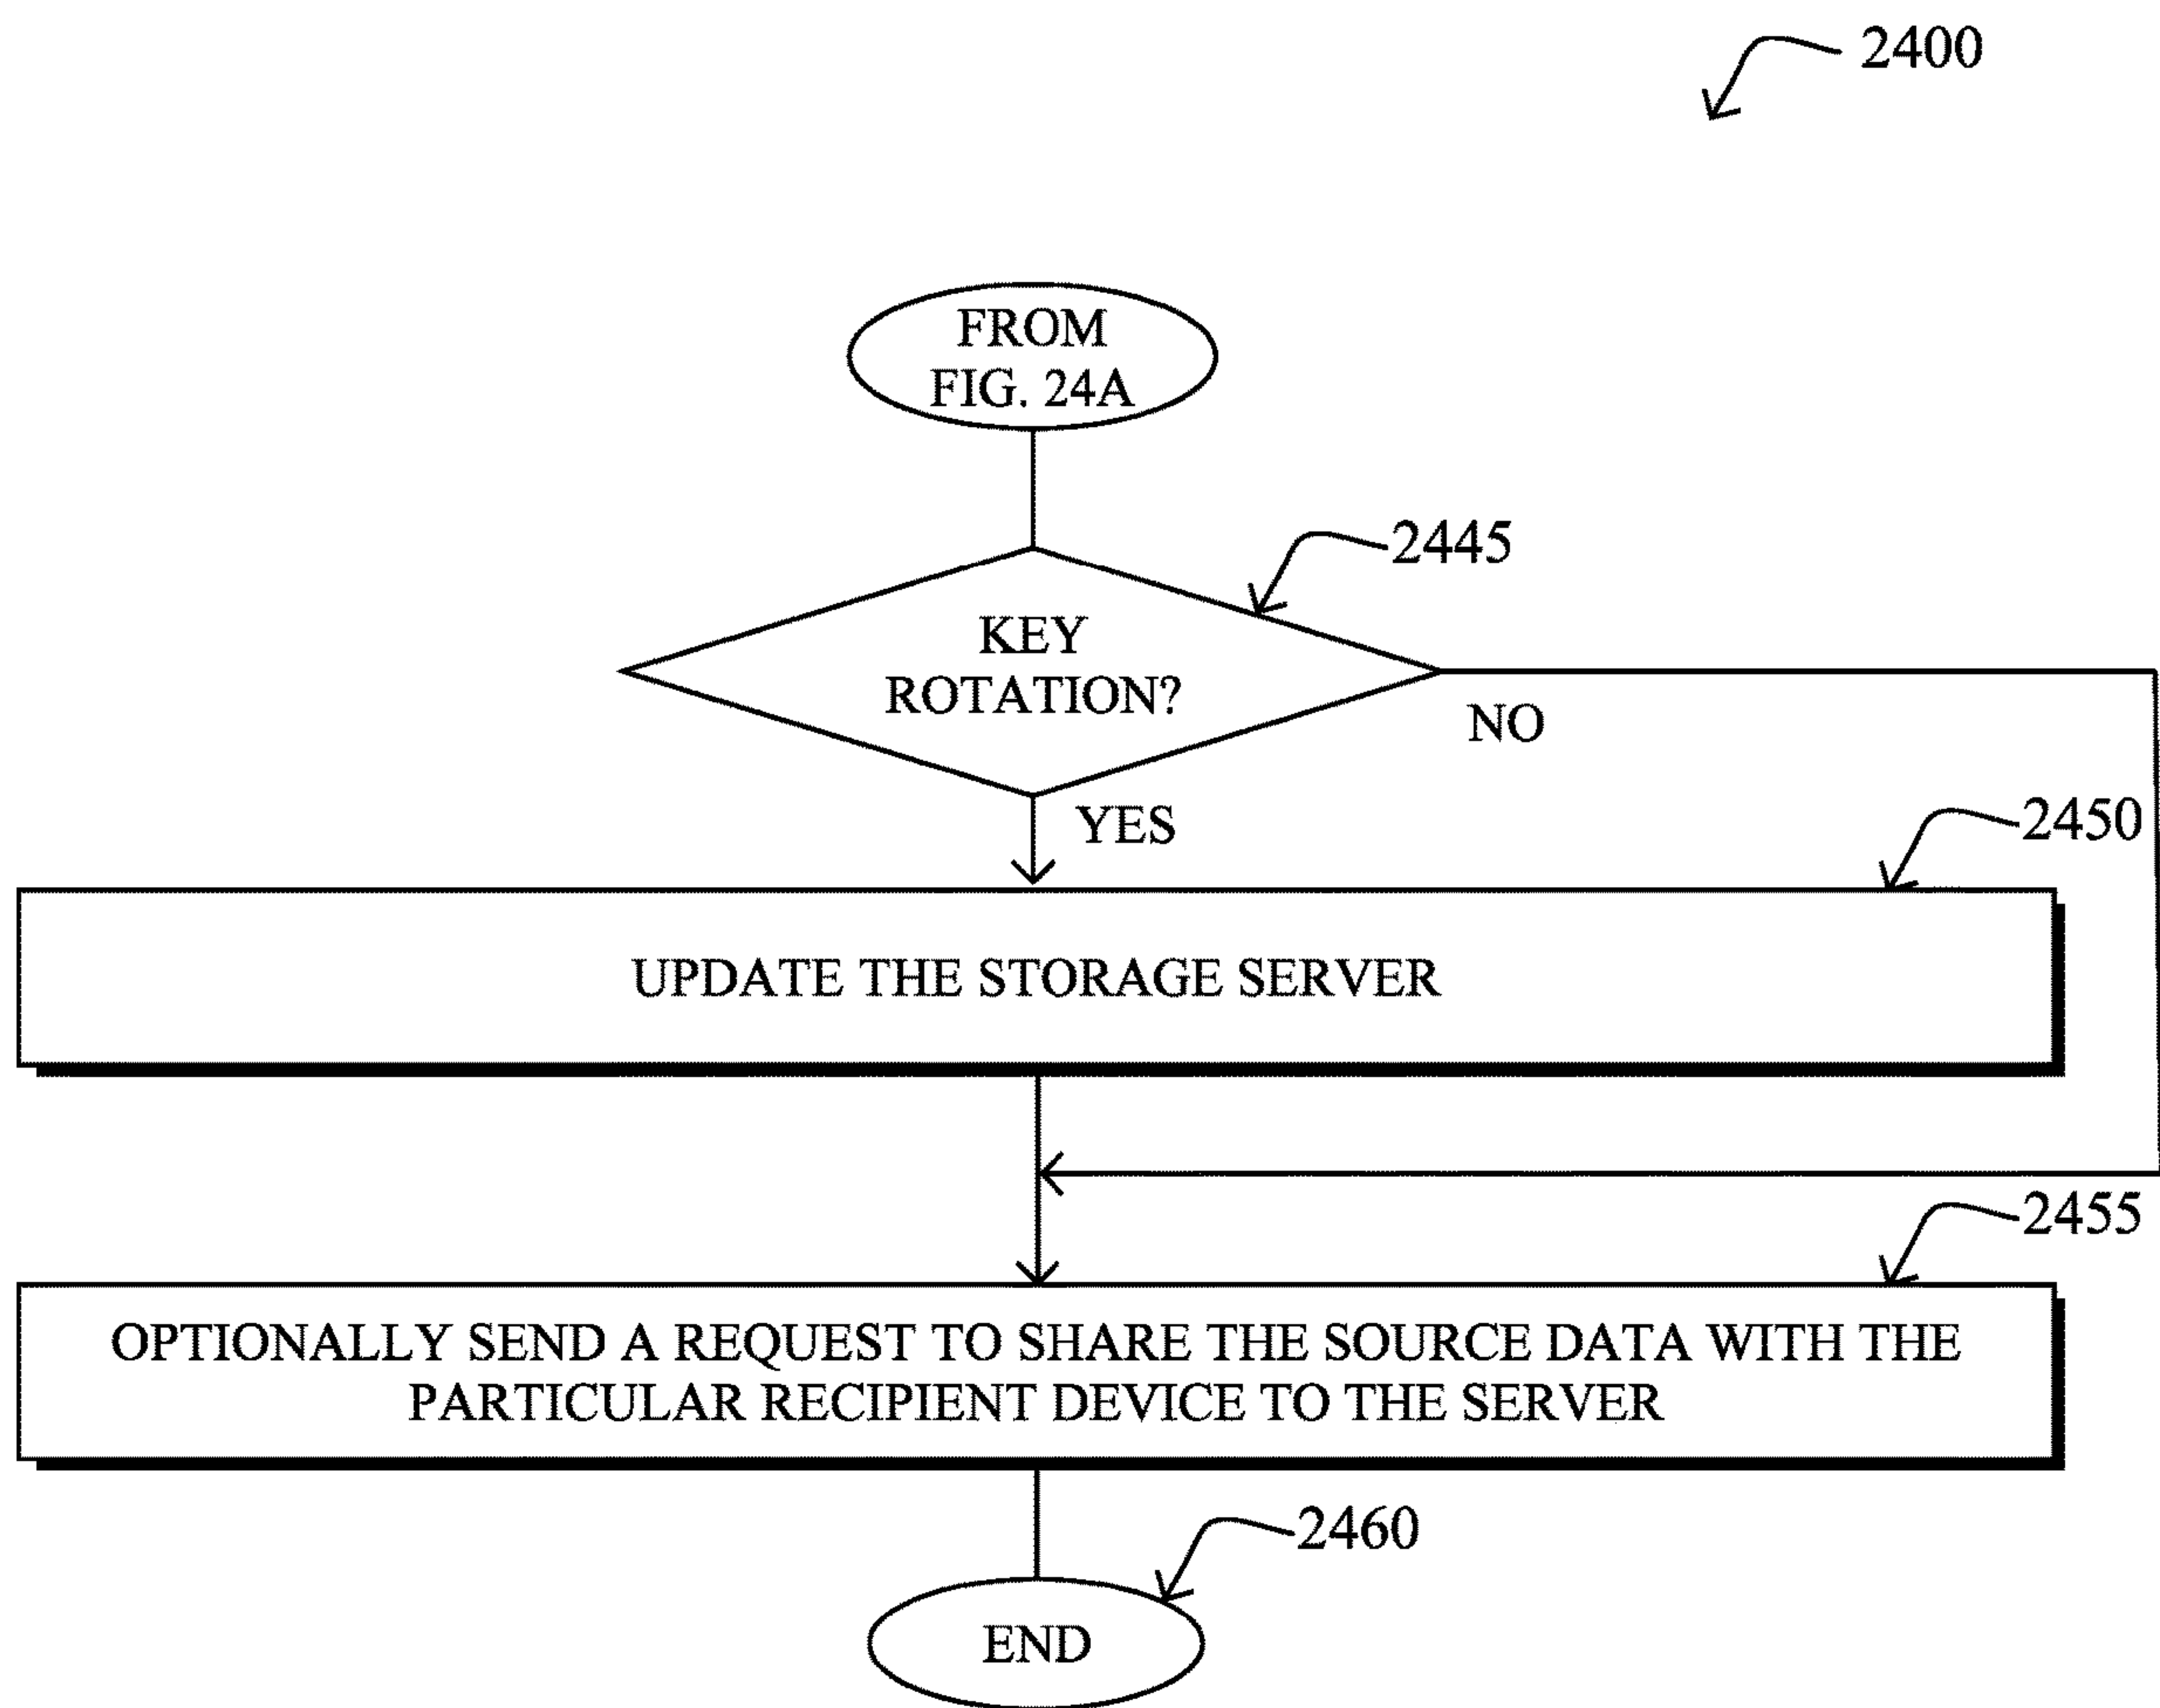 2400
FROM
FIG. 24A
2445
KEY
ROTATION?
NO
YES
2450
UPDATE THE STORAGE SERVER
2455
OPTIONALLY SEND A REQUEST TO SHARE THE SOURCE DATA WITH THE
PARTICULAR RECIPIENT DEVICE TO THE SERVER
2460
END